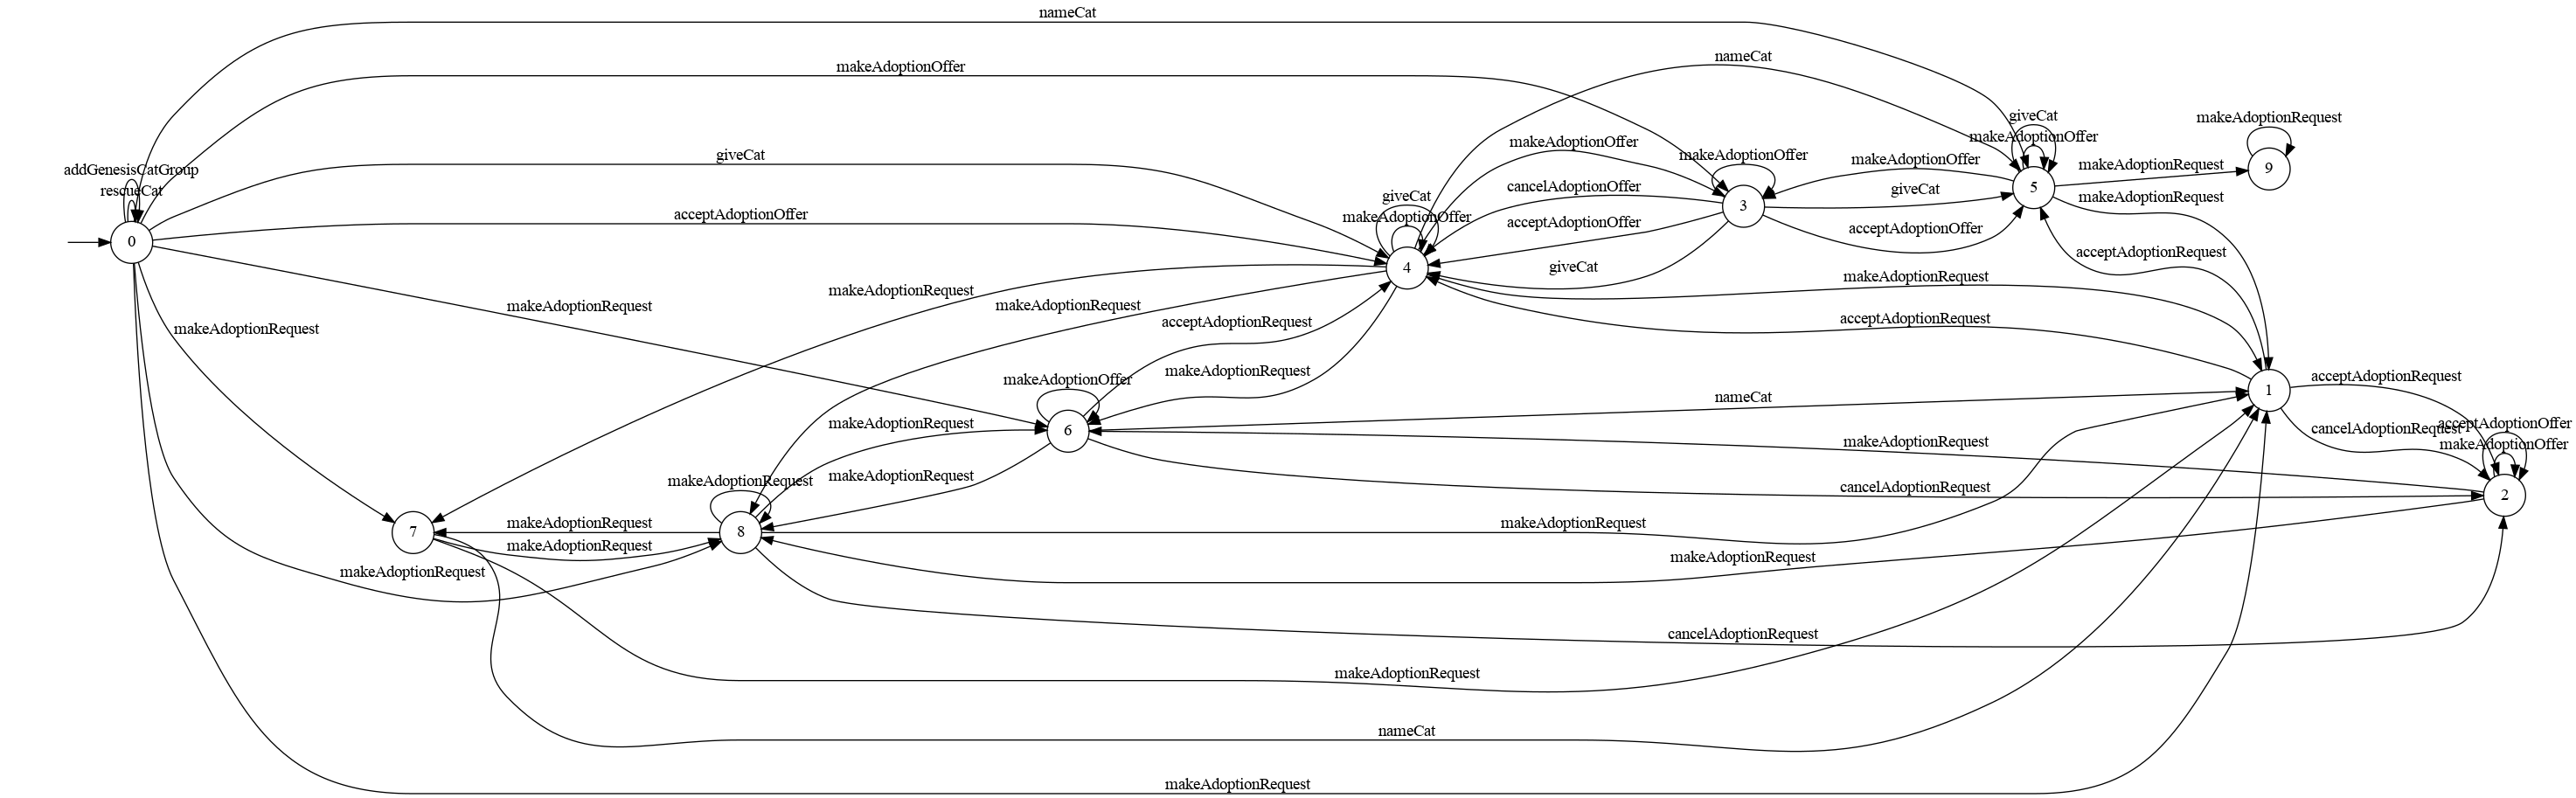 nameCat
makeAdoptionOffer
nameCat
giveCat
makeAdoptionOffer
makeAdoptionRequest
9
addGenesisCatGroup
rescueCat
giveCat
makeAdoptionOffer
makeAdoptionOffer
makeAdoptionOffer
makeAdoptionRequest
5
cancelAdoptionOffer
giveCat
makeAdoptionRequest
3
giveCat
makeAdoptionOffer
acceptAdoptionOffer
acceptAdoptionOffer
acceptAdoptionOffer
0
4
giveCat
acceptAdoptionRequest
makeAdoptionRequest
makeAdoptionRequest
makeAdoptionRequest
makeAdoptionRequest
makeAdoptionRequest
acceptAdoptionRequest
acceptAdoptionRequest
makeAdoptionRequest
makeAdoptionRequest
acceptAdoptionRequest
makeAdoptionOffer
1
nameCat
makeAdoptionRequest
6
cancelAdoptionRequest
acceptAdoptionOffer
makeAdoptionOffer
makeAdoptionRequest
makeAdoptionRequest
makeAdoptionRequest
cancelAdoptionRequest
2
makeAdoptionRequest
7
8
makeAdoptionRequest
makeAdoptionRequest
makeAdoptionRequest
makeAdoptionRequest
cancelAdoptionRequest
makeAdoptionRequest
nameCat
makeAdoptionRequest